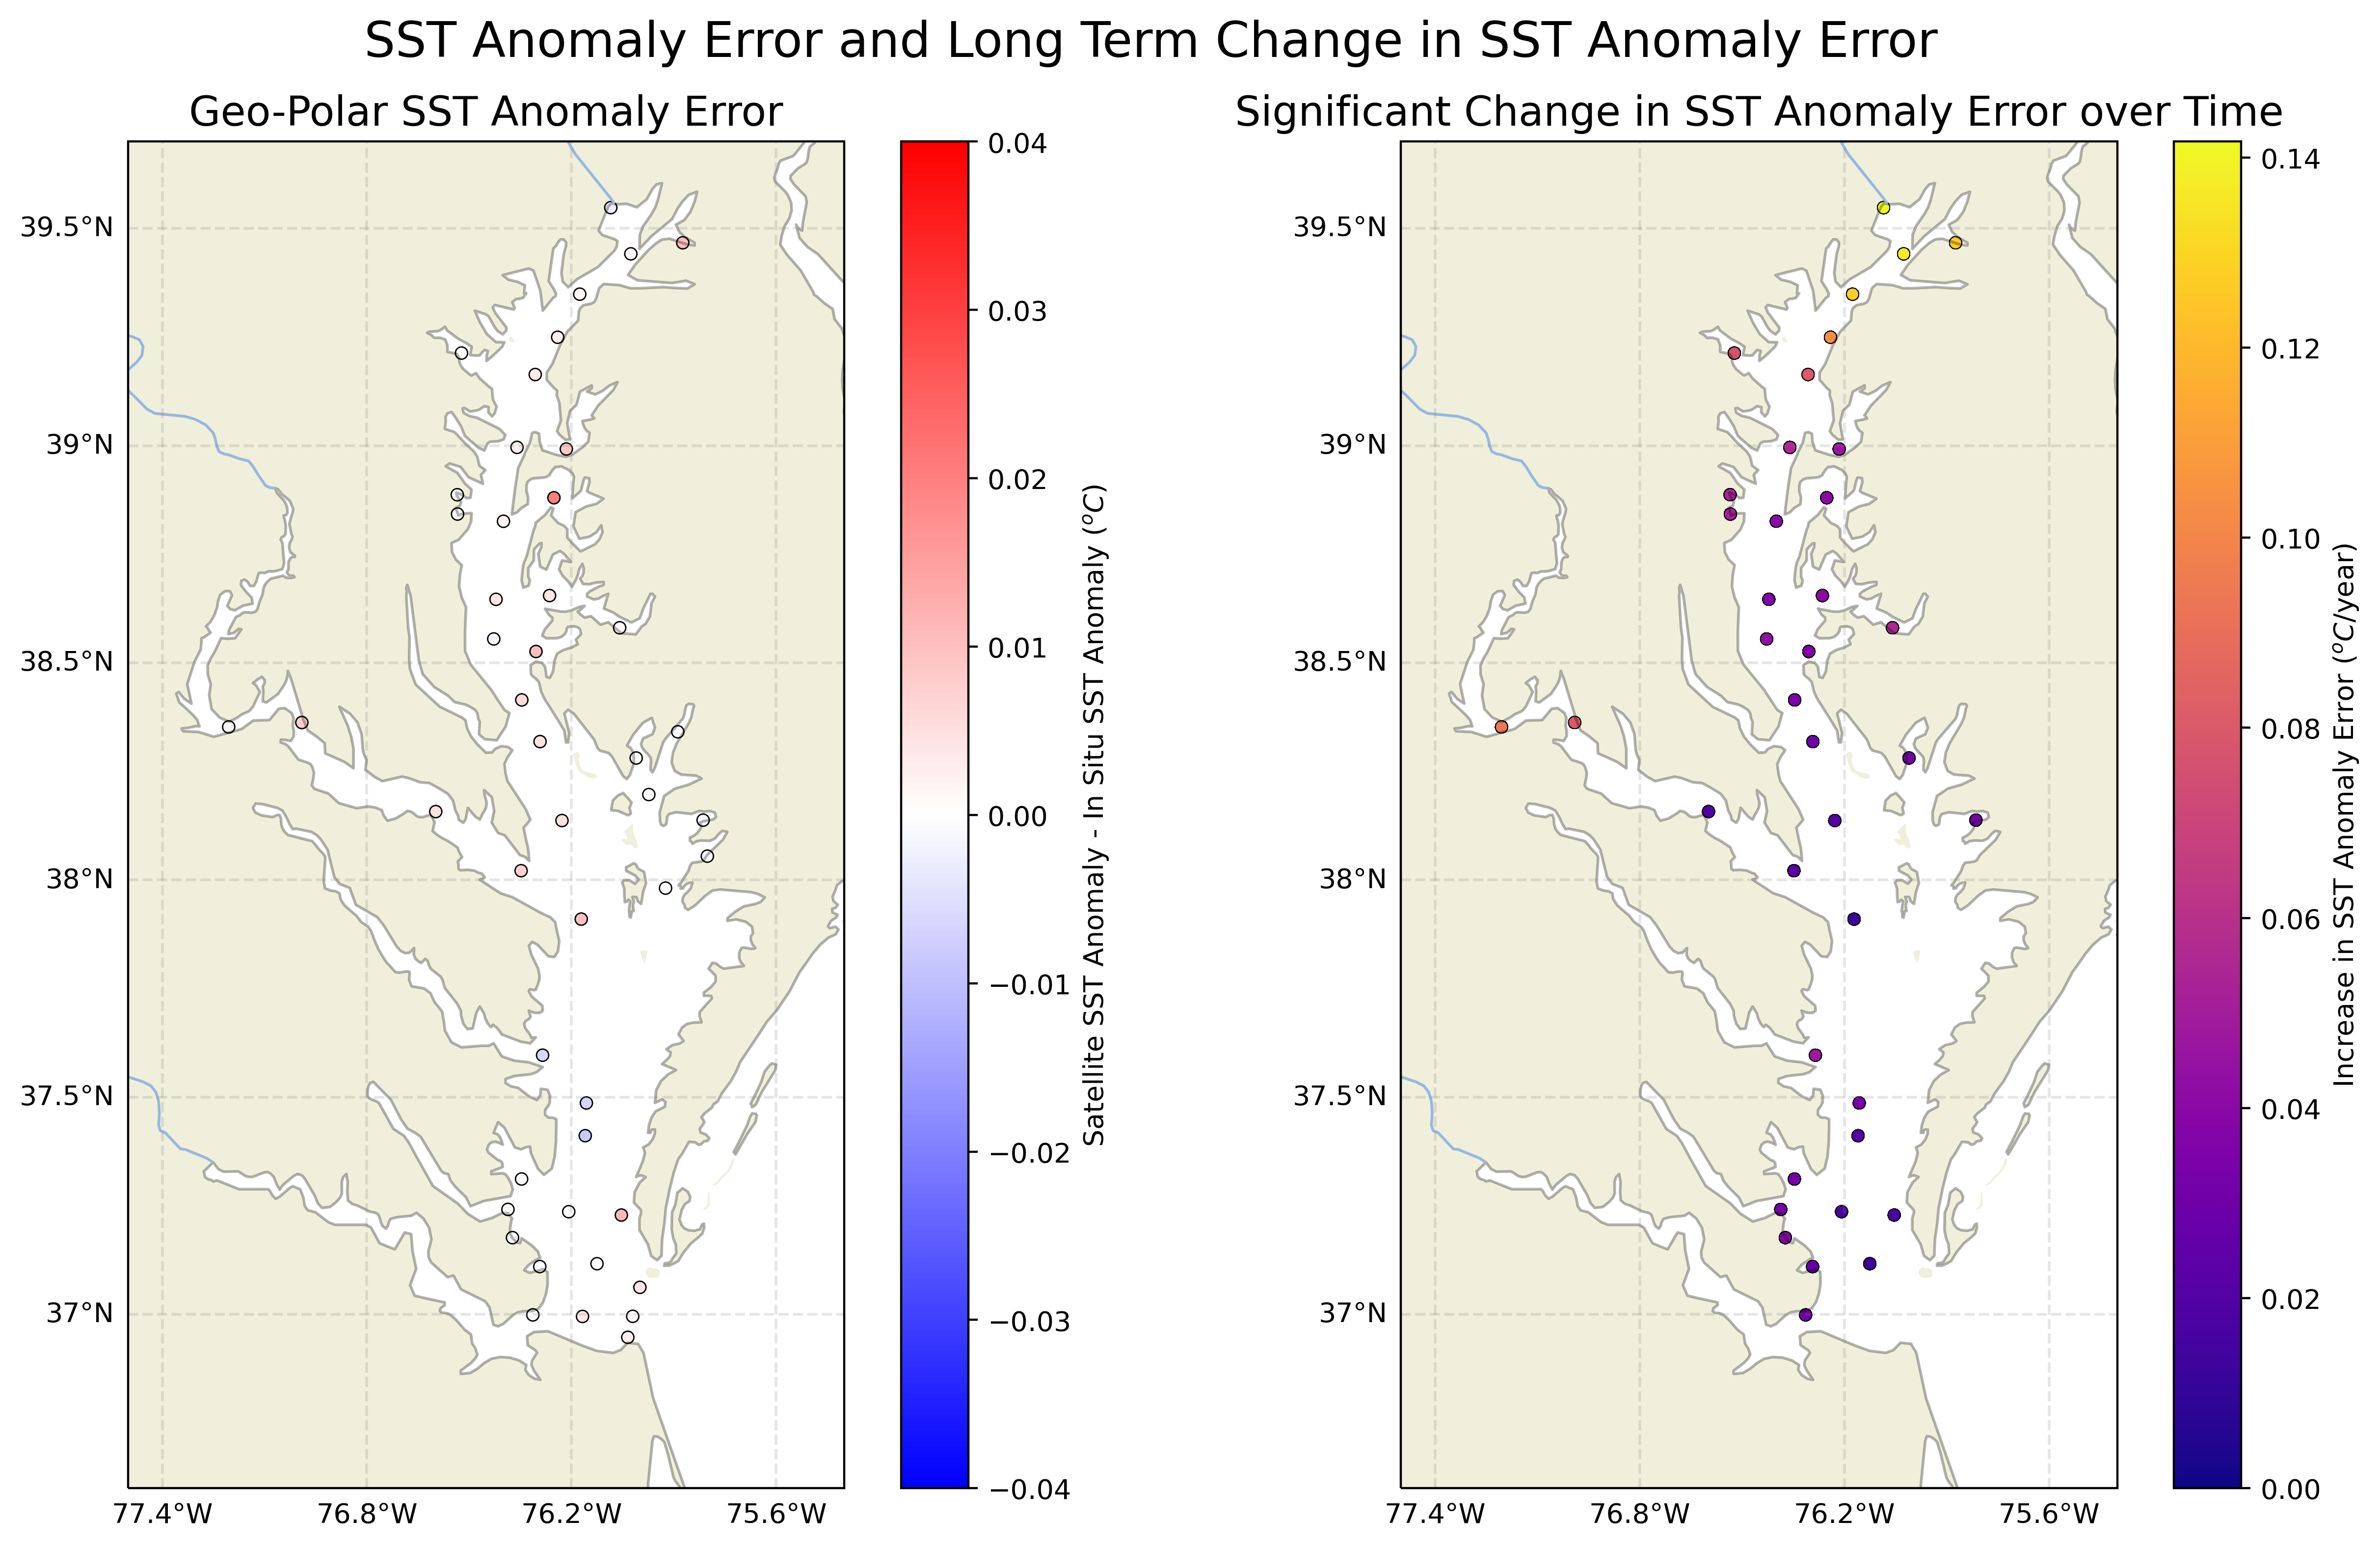 SST Anomaly Error and Long Term Change in SST Anomaly Error
Geo-Polar SST Anomaly Error
39.5°N
39°N
38.5°N
38°N
37.5°N
37°N
77.4°W
76.8°W
76.2°W
75.6°W
0.04
0.03
0.02
0.01
0.00
−0.01
−0.02
−0.03
−0.04
Satellite SST Anomaly - In Situ SST Anomaly (°C)
Significant Change in SST Anomaly Error over Time
39.5°N
39°N
38.5°N
38°N
37.5°N
37°N
77.4°W
76.8°W
76.2°W
75.6°W
0.14
0.12
0.10
0.08
0.06
0.04
0.02
0.00
Increase in SST Anomaly Error (°C/year)